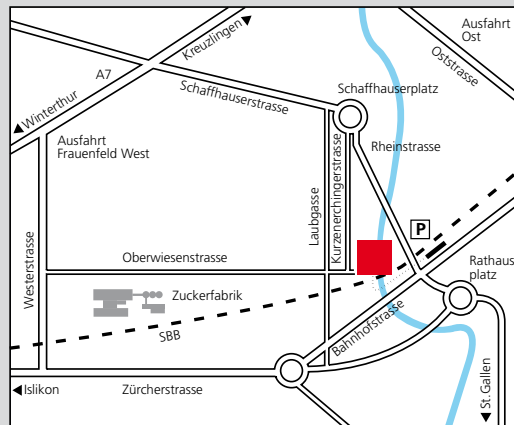 Ausfahrt
Ost
Kreuzlingen
Oststrasse
A7
Schaffhauserstrasse
Schaffhauserplatz
Winterthur
Ausfahrt
Frauenfeld West
Rheinstrasse
Kurzenerchingerstrasse
Laubgasse
P
Westerstrasse
Oberwiesenstrasse
Rathaus
platz
Zuckerfabrik
SBB
Bahnhofstrasse
Islikon
Zürcherstrasse
St. Gallen